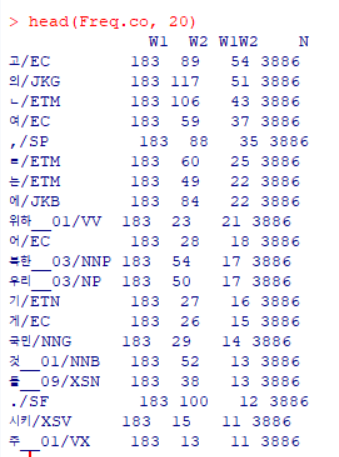 > head(Freq.co, 20)
W1 W2 W1W2 N
고/EC 183 89 54 3886
의/JKG 183 117 51 3886
ㄴ/ETM 183 106 43 3886
여/EC 183 59 37 3886
,/SP 183 88 35 3886
ㄹ/ETM 183 60 25 3886
는/ETM 183 49 22 3886
에/JKB 183 84 22 3886
위하__01/VV 183 23 21 3886
어/EC 183 28 18 3886
북한__03/NNP 183 54 17 3886
우리__03/NP 183 50 17 3886
기/ETN 183 27 16 3886
게/EC 183 26 15 3886
국민/NNG 183 29 14 3886
것__01/NNB 183 52 13 3886
들__09/XSN 183 38 13 3886
./SF 183 100 12 3886
시키/XSV 183 15 11 3886
주__01/VX 183 13 11 3886